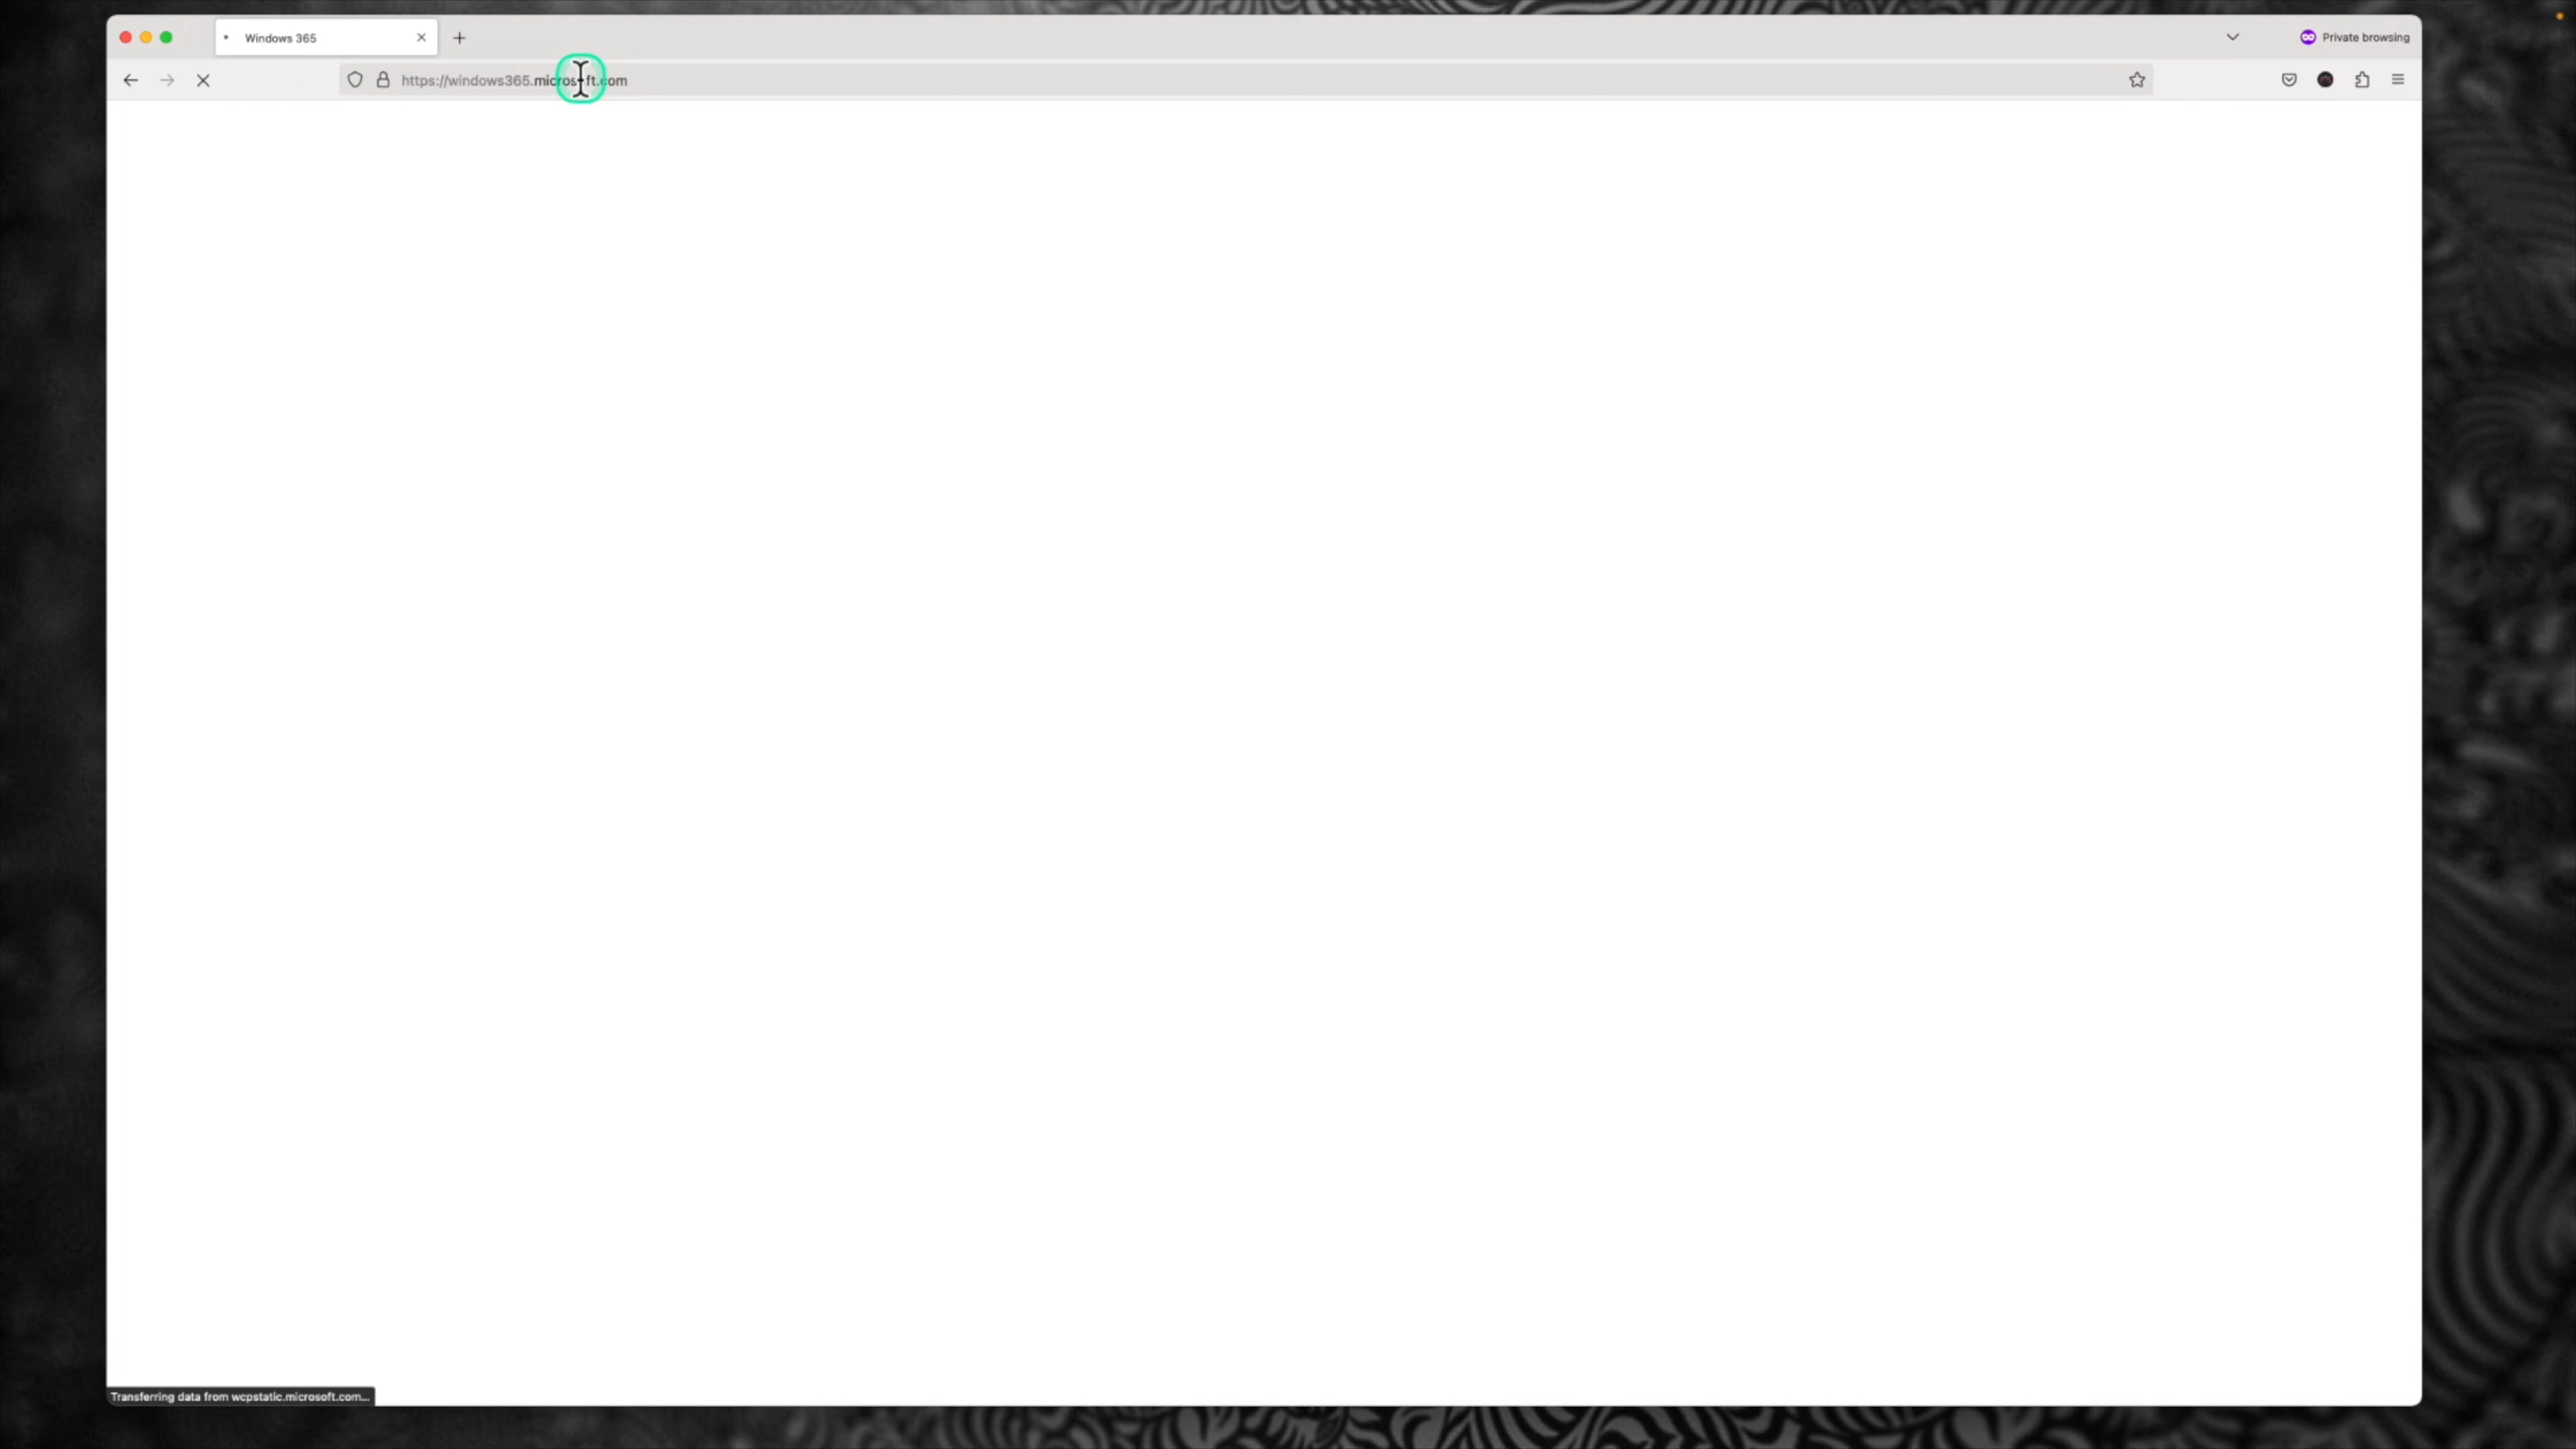 Windows 365
Private browsing
https://windows365.microsoft.com
Transferring data from wcpstatic.microsoft.com...